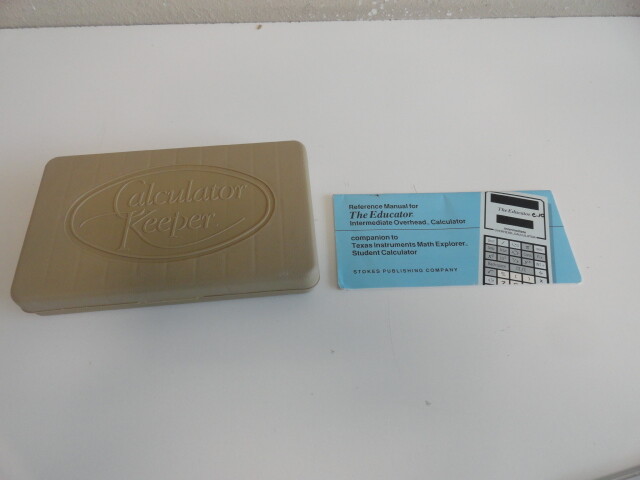 Calculator
Keeper
Reference Manual for
The Educator
Intermediate Overhead Calculator
companion to
Texas Instruments Math Explorer
Student Calculator
STOKES PUBLISHING COMPANY
The Educator